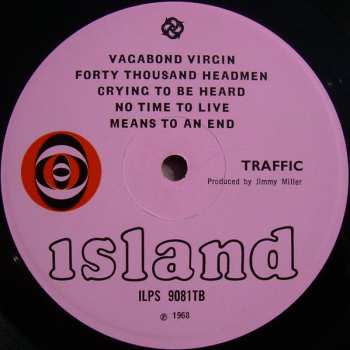 VAGABOND VIRGIN
FORTY THOUSAND HEADMEN
CRYING TO BE HEARD
NO TIME TO LIVE
MEANS TO AN END
TRAFFIC
Produced by Jimmy Miller
island
ILPS 9081TB
℗ 1968